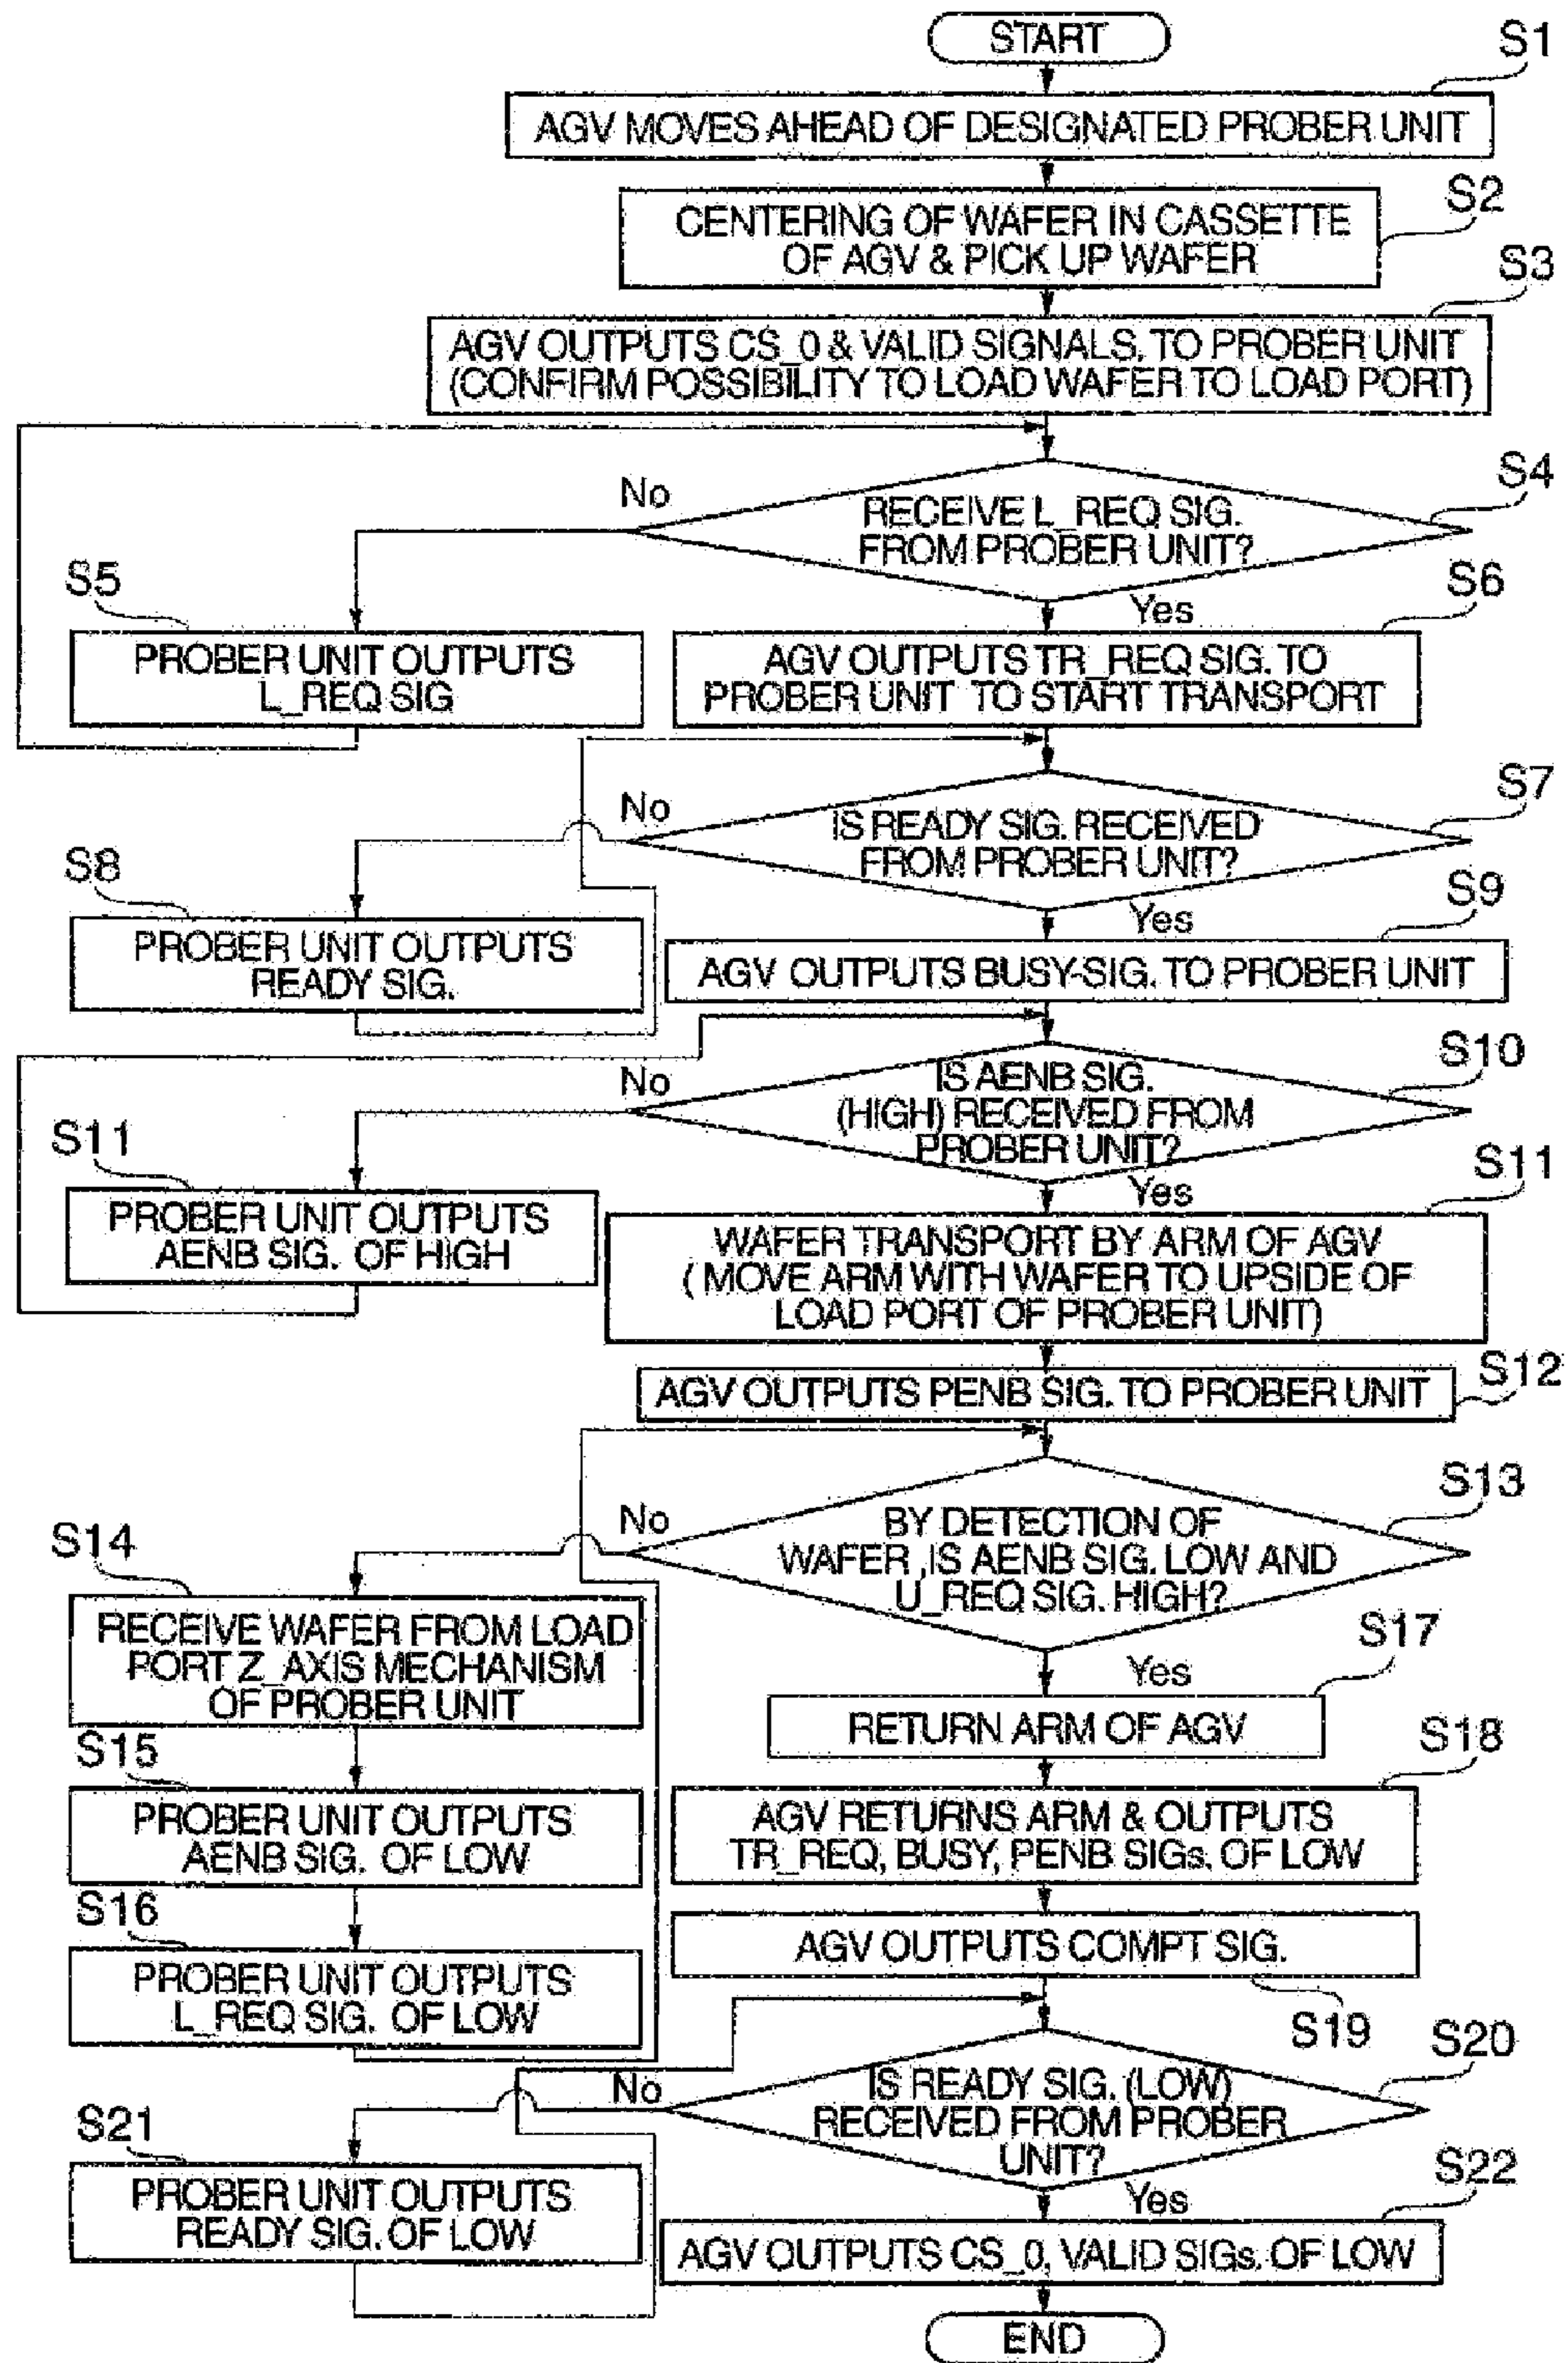 START
S1
AGV MOVES AHEAD OF DESIGNATED PROBER UNIT
S2
CENTERING OF WAFER IN CASSETTE
OF AGV & PICK UP WAFER
S3
AGV OUTPUTS CS_0 & VALID SIGNALS, TO PROBER UNIT
(CONFIRM POSSIBILITY TO LOAD WAFER TO LOAD PORT)
S4
No
RECEIVE L_REQ SIG.
FROM PROBER UNIT?
Yes
S5
PROBER UNIT OUTPUTS
L_REQ SIG
S6
AGV OUTPUTS TR_REQ SIG. TO
PROBER UNIT TO START TRANSPORT
S7
No
IS READY SIG. RECEIVED
FROM PROBER UNIT?
Yes
S8
PROBER UNIT OUTPUTS
READY SIG.
S9
AGV OUTPUTS BUSY-SIG. TO PROBER UNIT
S10
No
IS AENB SIG.
(HIGH) RECEIVED FROM
PROBER UNIT?
Yes
S11
PROBER UNIT OUTPUTS
AENB SIG. OF HIGH
S11
WAFER TRANSPORT BY ARM OF AGV
( MOVE ARM WITH WAFER TO UPSIDE OF
LOAD PORT OF PROBER UNIT)
S12
AGV OUTPUTS PENB SIG. TO PROBER UNIT
S13
No
BY DETECTION OF
WAFER ,IS AENB SIG. LOW AND
U_REQ SIG. HIGH?
Yes
S14
RECEIVE WAFER FROM LOAD
PORT Z_AXIS MECHANISM
OF PROBER UNIT
S15
PROBER UNIT OUTPUTS
AENB SIG. OF LOW
S16
PROBER UNIT OUTPUTS
L_REQ SIG. OF LOW
S17
RETURN ARM OF AGV
S18
AGV RETURNS ARM & OUTPUTS
TR_REQ, BUSY, PENB SIGs. OF LOW
AGV OUTPUTS COMPT SIG.
S19
S20
No
IS READY SIG. (LOW)
RECEIVED FROM PROBER
UNIT?
Yes
S21
PROBER UNIT OUTPUTS
READY SIG. OF LOW
S22
AGV OUTPUTS CS_0, VALID SIGs. OF LOW
END